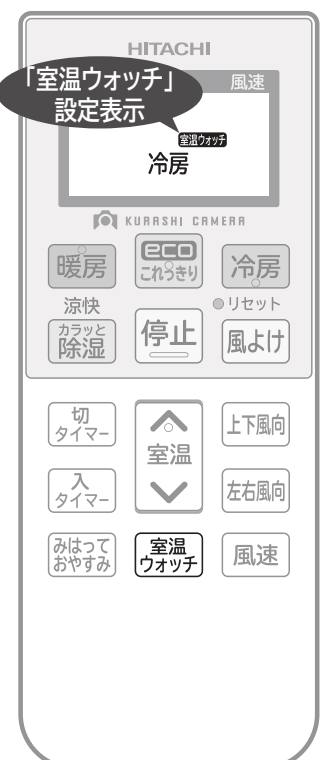 HITACHI
「室温ウォッチ」
設定表示
風速
室温ウォッチ
冷房
KURASHI CAMERA
暖房
eco
これっきり
冷房
涼快
カラッと
除湿
停止
リセット
風よけ
切
タイマー
室温
上下風向
入
タイマー
左右風向
みはって
おやすみ
室温
ウォッチ
風速